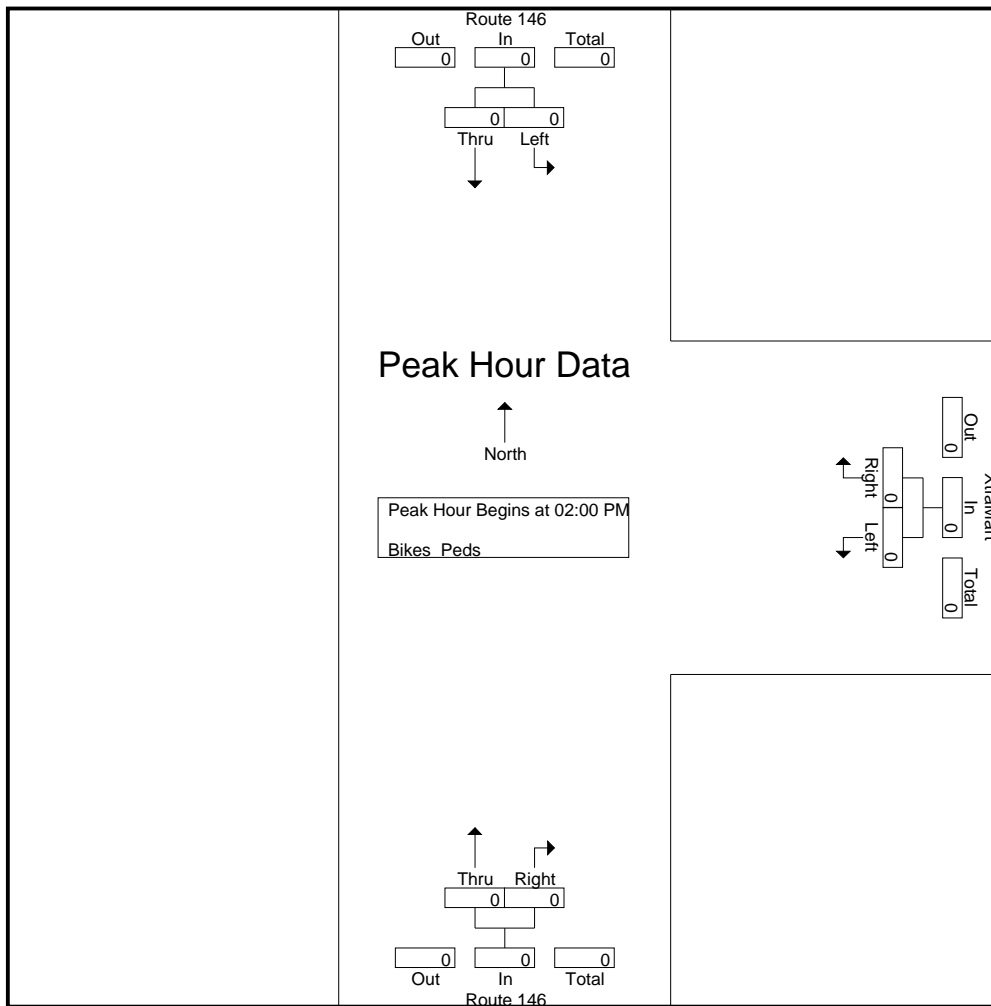 Route 146
Out In Total
0 0 0
0 0
Thru Left
Peak Hour Data
North
Peak Hour Begins at 02:00 PM
Bikes Peds
Right Left
0 0
Out In Total
0 0 0
XtraMart
Thru Right
0 0
0 0 0
Out In Total
Route 146